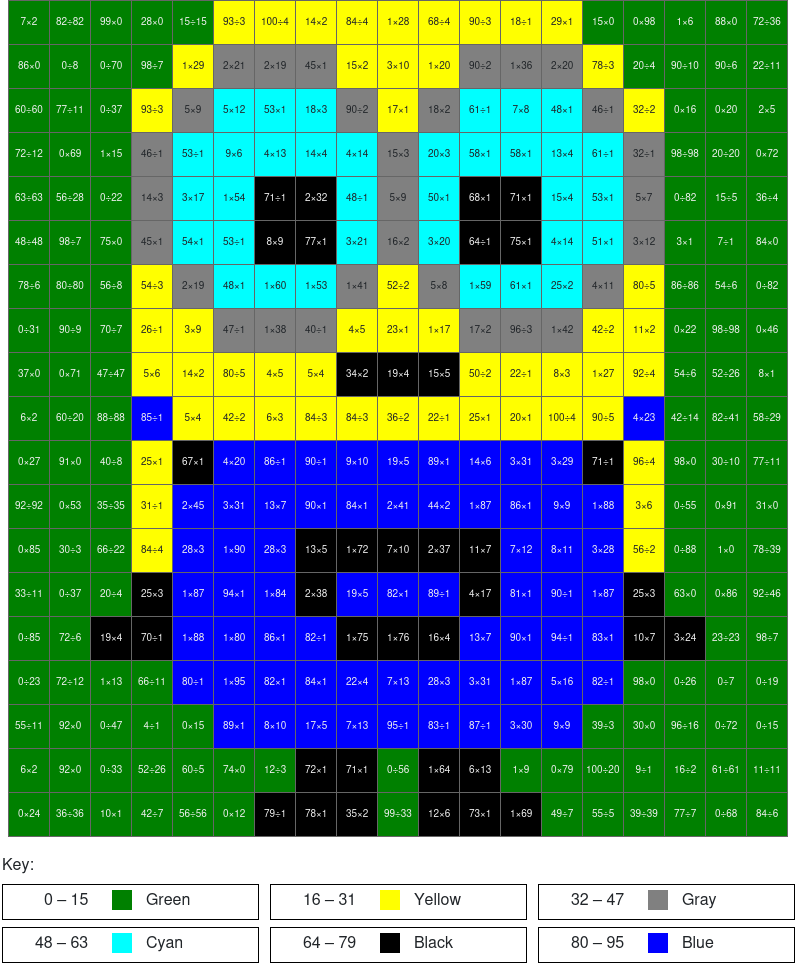 7×2 82÷82 99×0 28×0 15÷15 93÷3 100÷4 14×2 84÷4 1×28 68÷4 90÷3 18÷1 29×1 15×0 0×98 1×6 88×0 72÷36
86×0 0÷8 0÷70 98÷7 1×29 2×21 2×19 45×1 15×2 3×10 1×20 90÷2 1×36 2×20 78÷3 20÷4 90÷10 90÷6 22÷11
60÷60 77÷11 0÷37 93÷3 5×9 5×12 53×1 18×3 90÷2 17×1 18×2 61÷1 7×8 48×1 46÷1 32÷2 0×16 0×20 2×5
72÷12 0×69 1×15 46÷1 53÷1 9×6 4×13 14×4 4×14 15×3 20×3 58×1 58×1 13×4 61÷1 32÷1 98÷98 20÷20 0×72
63÷63 56÷28 0÷22 14×3 3×17 1×54 71÷1 2×32 48÷1 5×9 50×1 68×1 71×1 15×4 53×1 5×7 0÷82 15÷5 36÷4
48÷48 98÷7 75×0 45×1 54×1 53÷1 8×9 77×1 3×21 16×2 3×20 64÷1 75×1 4×14 51×1 3×12 3×1 7÷1 84×0
78÷6 80÷80 56÷8 54÷3 2×19 48×1 1×60 1×53 1×41 52÷2 5×8 1×59 61÷1 25×2 4×11 80÷5 86÷86 54÷6 0÷82
0÷31 90÷9 70÷7 26÷1 3×9 47÷1 1×38 40÷1 4×5 23×1 1×17 17×2 96÷3 1×42 42÷2 11×2 0×22 98÷98 0×46
37×0 0×71 47÷47 5×6 14×2 80÷5 4×5 5×4 34×2 19×4 15×5 50÷2 22÷1 8×3 1×27 92÷4 54÷6 52÷26 8×1
6×2 60÷20 88÷88 85÷1 5×4 42÷2 6×3 84÷3 84÷3 36÷2 22÷1 25×1 20×1 100÷4 90÷5 4×23 42÷14 82÷41 58÷29
0×27 91×0 40÷8 25×1 67×1 4×20 86÷1 90÷1 9×10 19×5 89×1 14×6 3×31 3×29 71÷1 96÷4 98×0 30÷10 77÷11
92÷92 0×53 35÷35 31÷1 2×45 3×31 13×7 90×1 84×1 2×41 44×2 1×87 86×1 9×9 1×88 3×6 0÷55 0×91 31×0
0×85 30÷3 66÷22 84÷4 28×3 1×90 28×3 13×5 1×72 7×10 2×37 11×7 7×12 8×11 3×28 56÷2 0÷88 1×0 78÷39
33÷11 0÷37 20÷4 25×3 1×87 94×1 1×84 2×38 19×5 82×1 89÷1 4×17 81×1 90÷1 1×87 25×3 63×0 0×86 92÷46
0÷85 72÷6 19×4 70÷1 1×88 1×80 86×1 82÷1 1×75 1×76 16×4 13×7 90×1 94÷1 83×1 10×7 3×24 23÷23 98÷7
0÷23 72÷12 1×13 66÷11 80÷1 1×95 82×1 84×1 22×4 7×13 28×3 3×31 1×87 5×16 82÷1 98×0 0÷26 0÷7 0÷19
55÷11 92×0 0÷47 4÷1 0×15 89×1 8×10 17×5 7×13 95÷1 83÷1 87÷1 3×30 9×9 39÷3 30×0 96÷16 0÷72 0÷15
6×2 92×0 0÷33 52÷26 60÷5 74×0 12÷3 72×1 71×1 0÷56 1×64 6×13 1×9 0×79 100÷20 9÷1 16÷2 61÷61 11÷11
0×24 36÷36 10×1 42÷7 56÷56 0×12 79÷1 78×1 35×2 99÷33 12×6 73×1 1×69 49÷7 55÷5 39÷39 77÷7 0÷68 84÷6
Key:
0 – 15 Green 16 – 31 Yellow 32 – 47 Gray
48 – 63 Cyan 64 – 79 Black 80 – 95 Blue